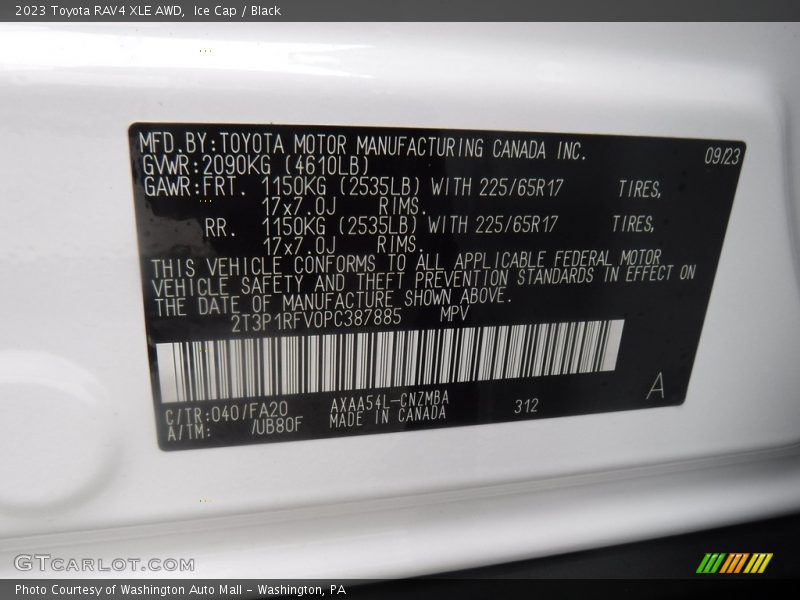 2023 Toyota RAV4 XLE AWD, Ice Cap / Black
MFD.BY:TOYOTA MOTOR MANUFACTURING CANADA INC. 09/23
GVWR:2090KG (4610LB)
GAWR:FRT. 1150KG (2535LB) WITH 225/65R17 TIRES,
17x7.0J RIMS.
RR. 1150KG (2535LB) WITH 225/65R17 TIRES,
17x7.0J RIMS.
THIS VEHICLE CONFORMS TO ALL APPLICABLE FEDERAL MOTOR
VEHICLE SAFETY AND THEFT PREVENTION STANDARDS IN EFFECT ON
THE DATE OF MANUFACTURE SHOWN ABOVE.
2T3P1RFV0PC387885 MPV
C/TR:040/FA20 AXAA54L-CNZMBA 312 A
A/TM: /UB80F MADE IN CANADA
GTCARLOT.COM
Photo Courtesy of Washington Auto Mall - Washington, PA